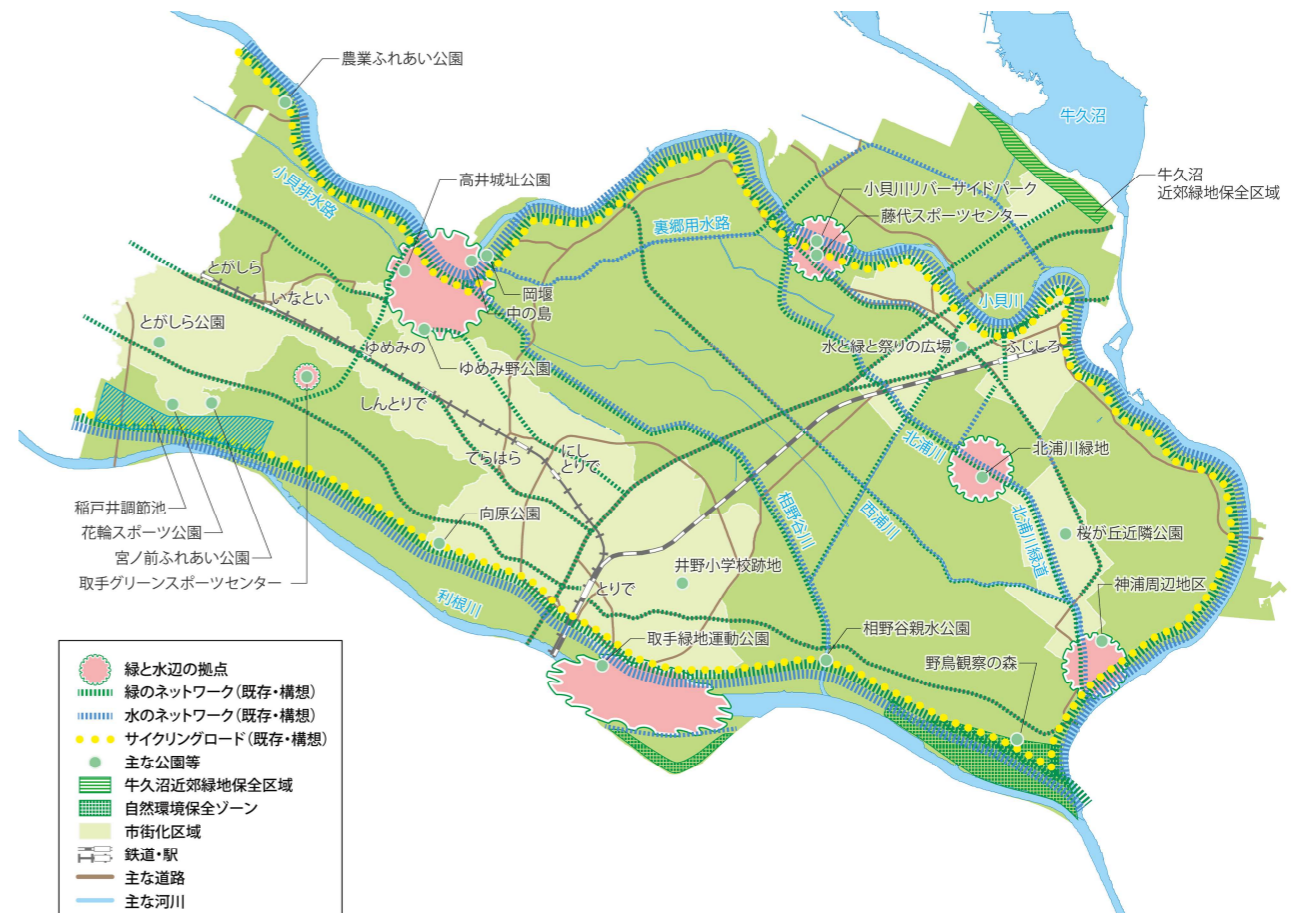 農業ふれあい公園
牛久沼
小貝排水路
高井城址公園
小貝川リバーサイドパーク
牛久沼
近郊緑地保全区域
藤代スポーツセンター
裏郷用水路
とがしら
岡堰
いなとい
中の島
小貝川
とがしら公園
ゆめみの
水と緑と祭りの広場
ふじしろ
ゆめみ野公園
しんとりで
北浦川
北浦川緑地
てらはら
にし
とりで
稲戸井調節池
向原公園
相野谷川
西浦川
北浦川緑道
桜が丘近隣公園
花輪スポーツ公園
宮ノ前ふれあい公園
井野小学校跡地
取手グリーンスポーツセンター
とりで
神浦周辺地区
利根川
取手緑地運動公園
相野谷親水公園
野鳥観察の森
緑と水辺の拠点
緑のネットワーク(既存・構想)
水のネットワーク(既存・構想)
サイクリングロード(既存・構想)
主な公園等
牛久沼近郊緑地保全区域
自然環境保全ゾーン
市街化区域
鉄道・駅
主な道路
主な河川